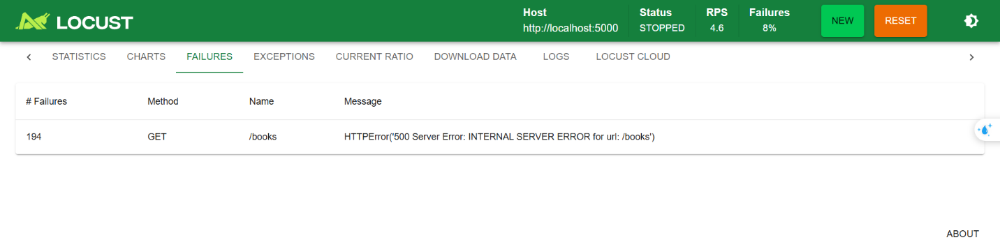 LOCUST
Host Status RPS Failures
http://localhost:5000 STOPPED 4.6 8%
NEW RESET
STATISTICS CHARTS FAILURES EXCEPTIONS CURRENT RATIO DOWNLOAD DATA LOGS LOCUST CLOUD
# Failures Method Name Message
194 GET /books HTTPError('500 Server Error: INTERNAL SERVER ERROR for url: /books')
ABOUT